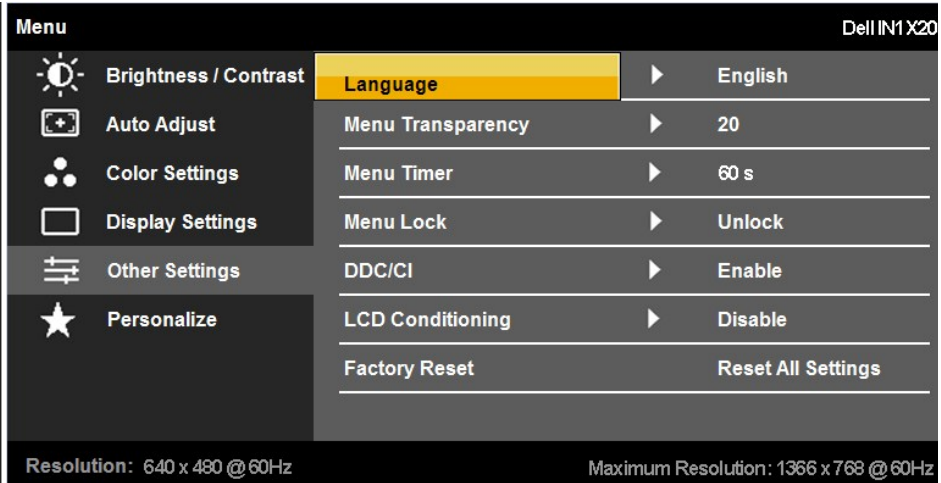 Menu Dell IN1X20
Brightness / Contrast Language English
Auto Adjust Menu Transparency 20
Color Settings Menu Timer 60 s
Display Settings Menu Lock Unlock
Other Settings DDC/CI Enable
Personalize LCD Conditioning Disable
Factory Reset Reset All Settings
Resolution: 640 x 480 @ 60Hz Maximum Resolution: 1366 x 768 @ 60Hz